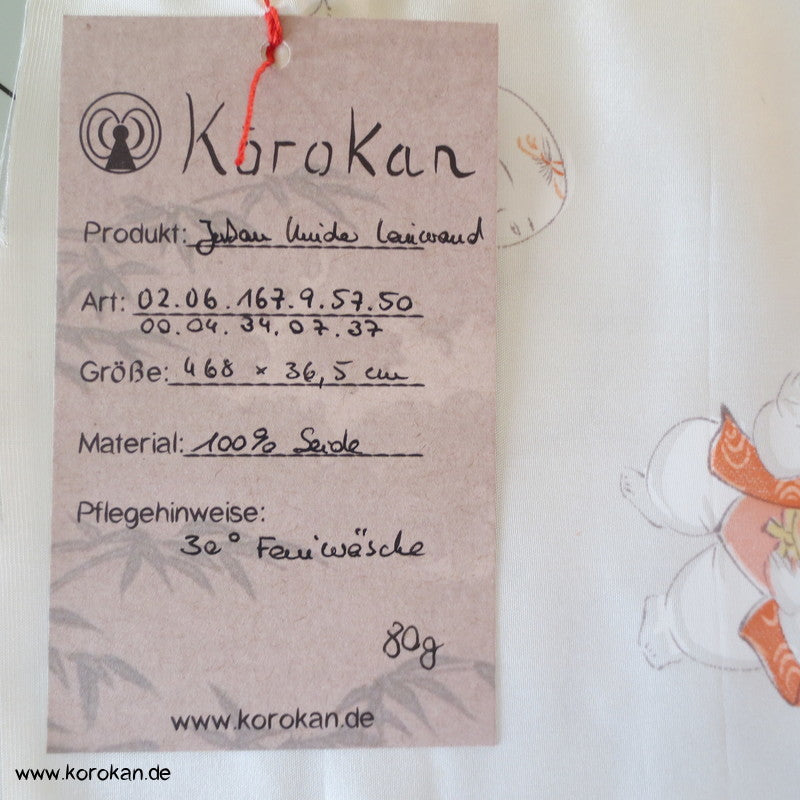 Korokan
Produkt: Juban Kinder Leinwand
Art: 02.06.167.9.57.50
00.04.34.07.37
Größe: 468 x 36,5 cm
Material: 100% Seide
Pflegehinweise:
30° Feinwäsche
80g
www.korokan.de
www.korokan.de